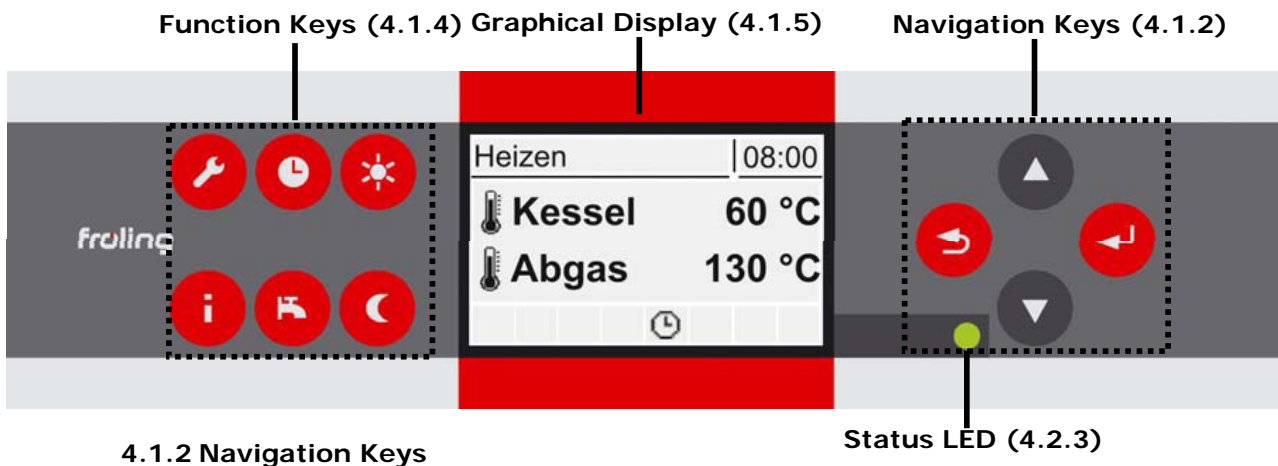 Function Keys (4.1.4) Graphical Display (4.1.5) Navigation Keys (4.1.2)
Heizen 08:00
Kessel 60 °C
fröling
Abgas 130 °C
i
Status LED (4.2.3)
4.1.2 Navigation Keys